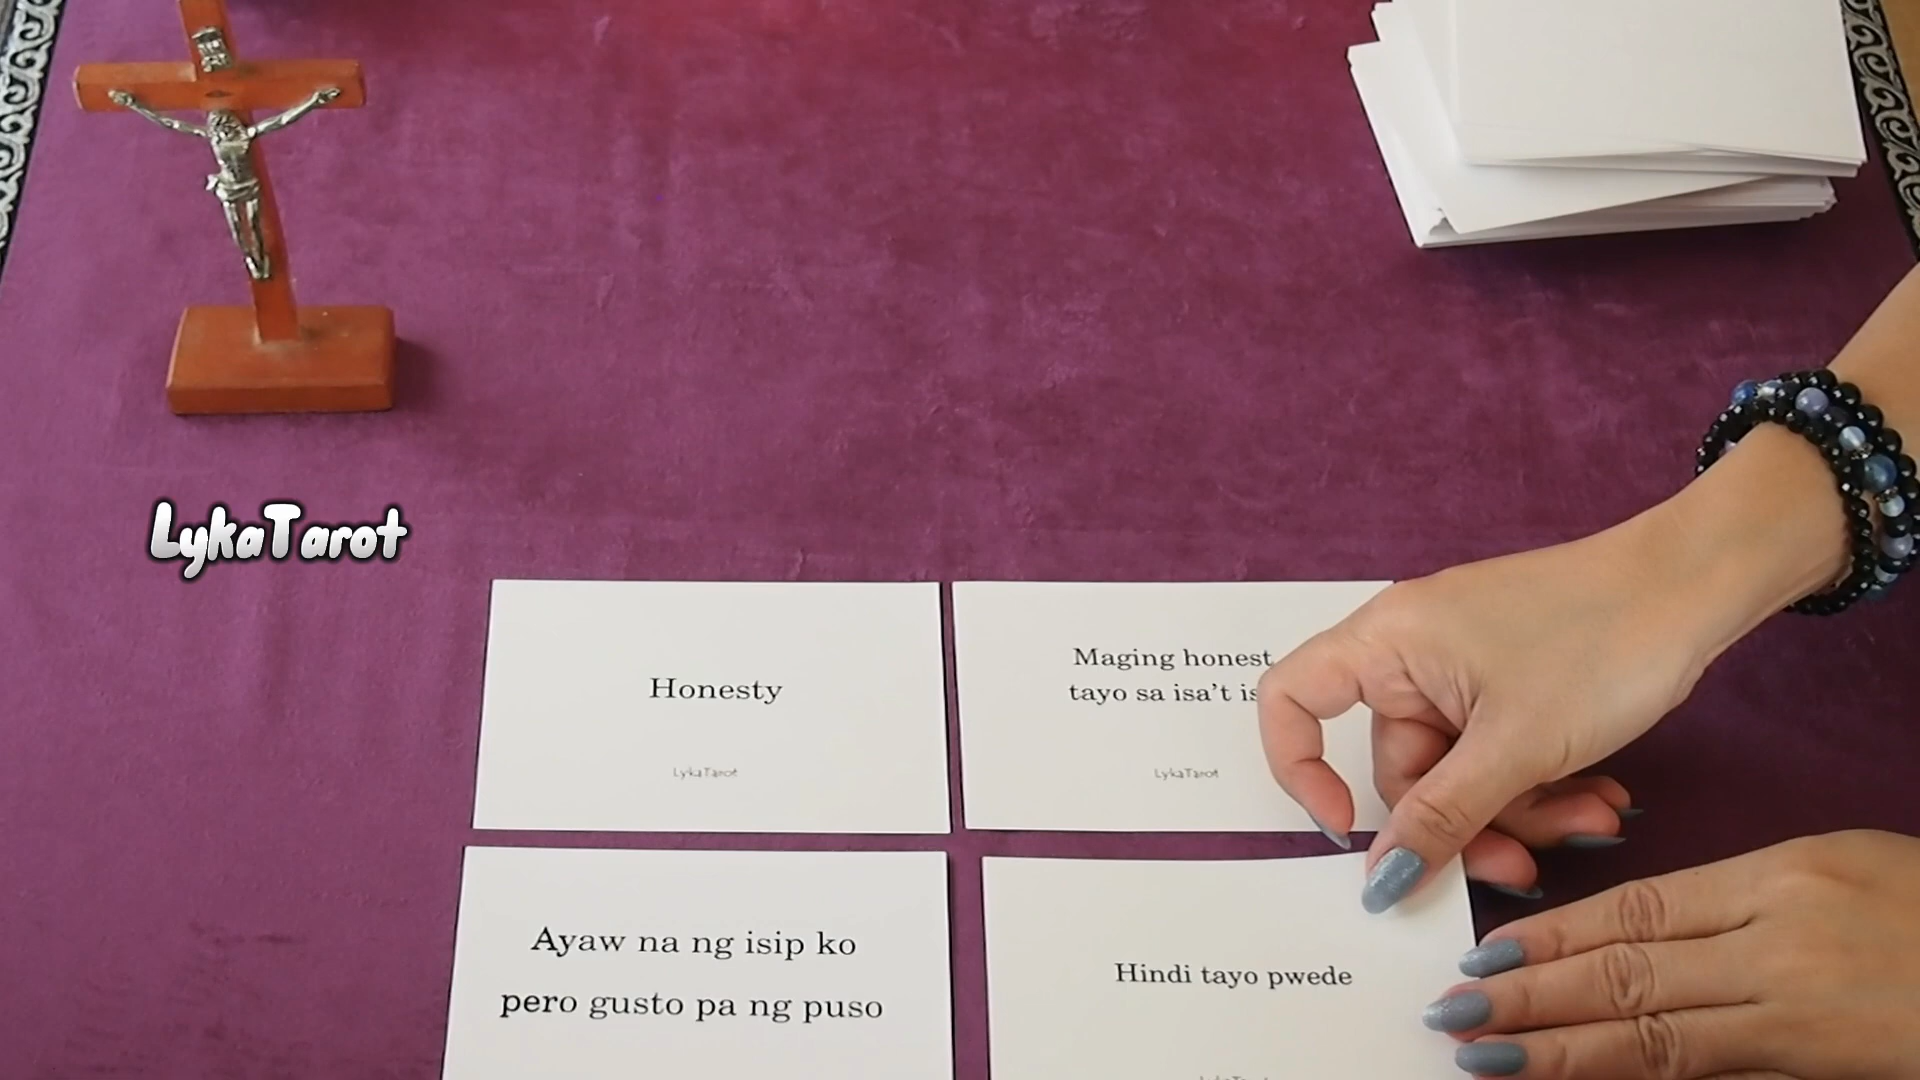 LykaTarot
Honesty
LykaTarot
Maging honest
tayo sa isa't
LykaTarot
Ayaw na ng isip ko
pero gusto pa ng puso
Hindi tayo pwede